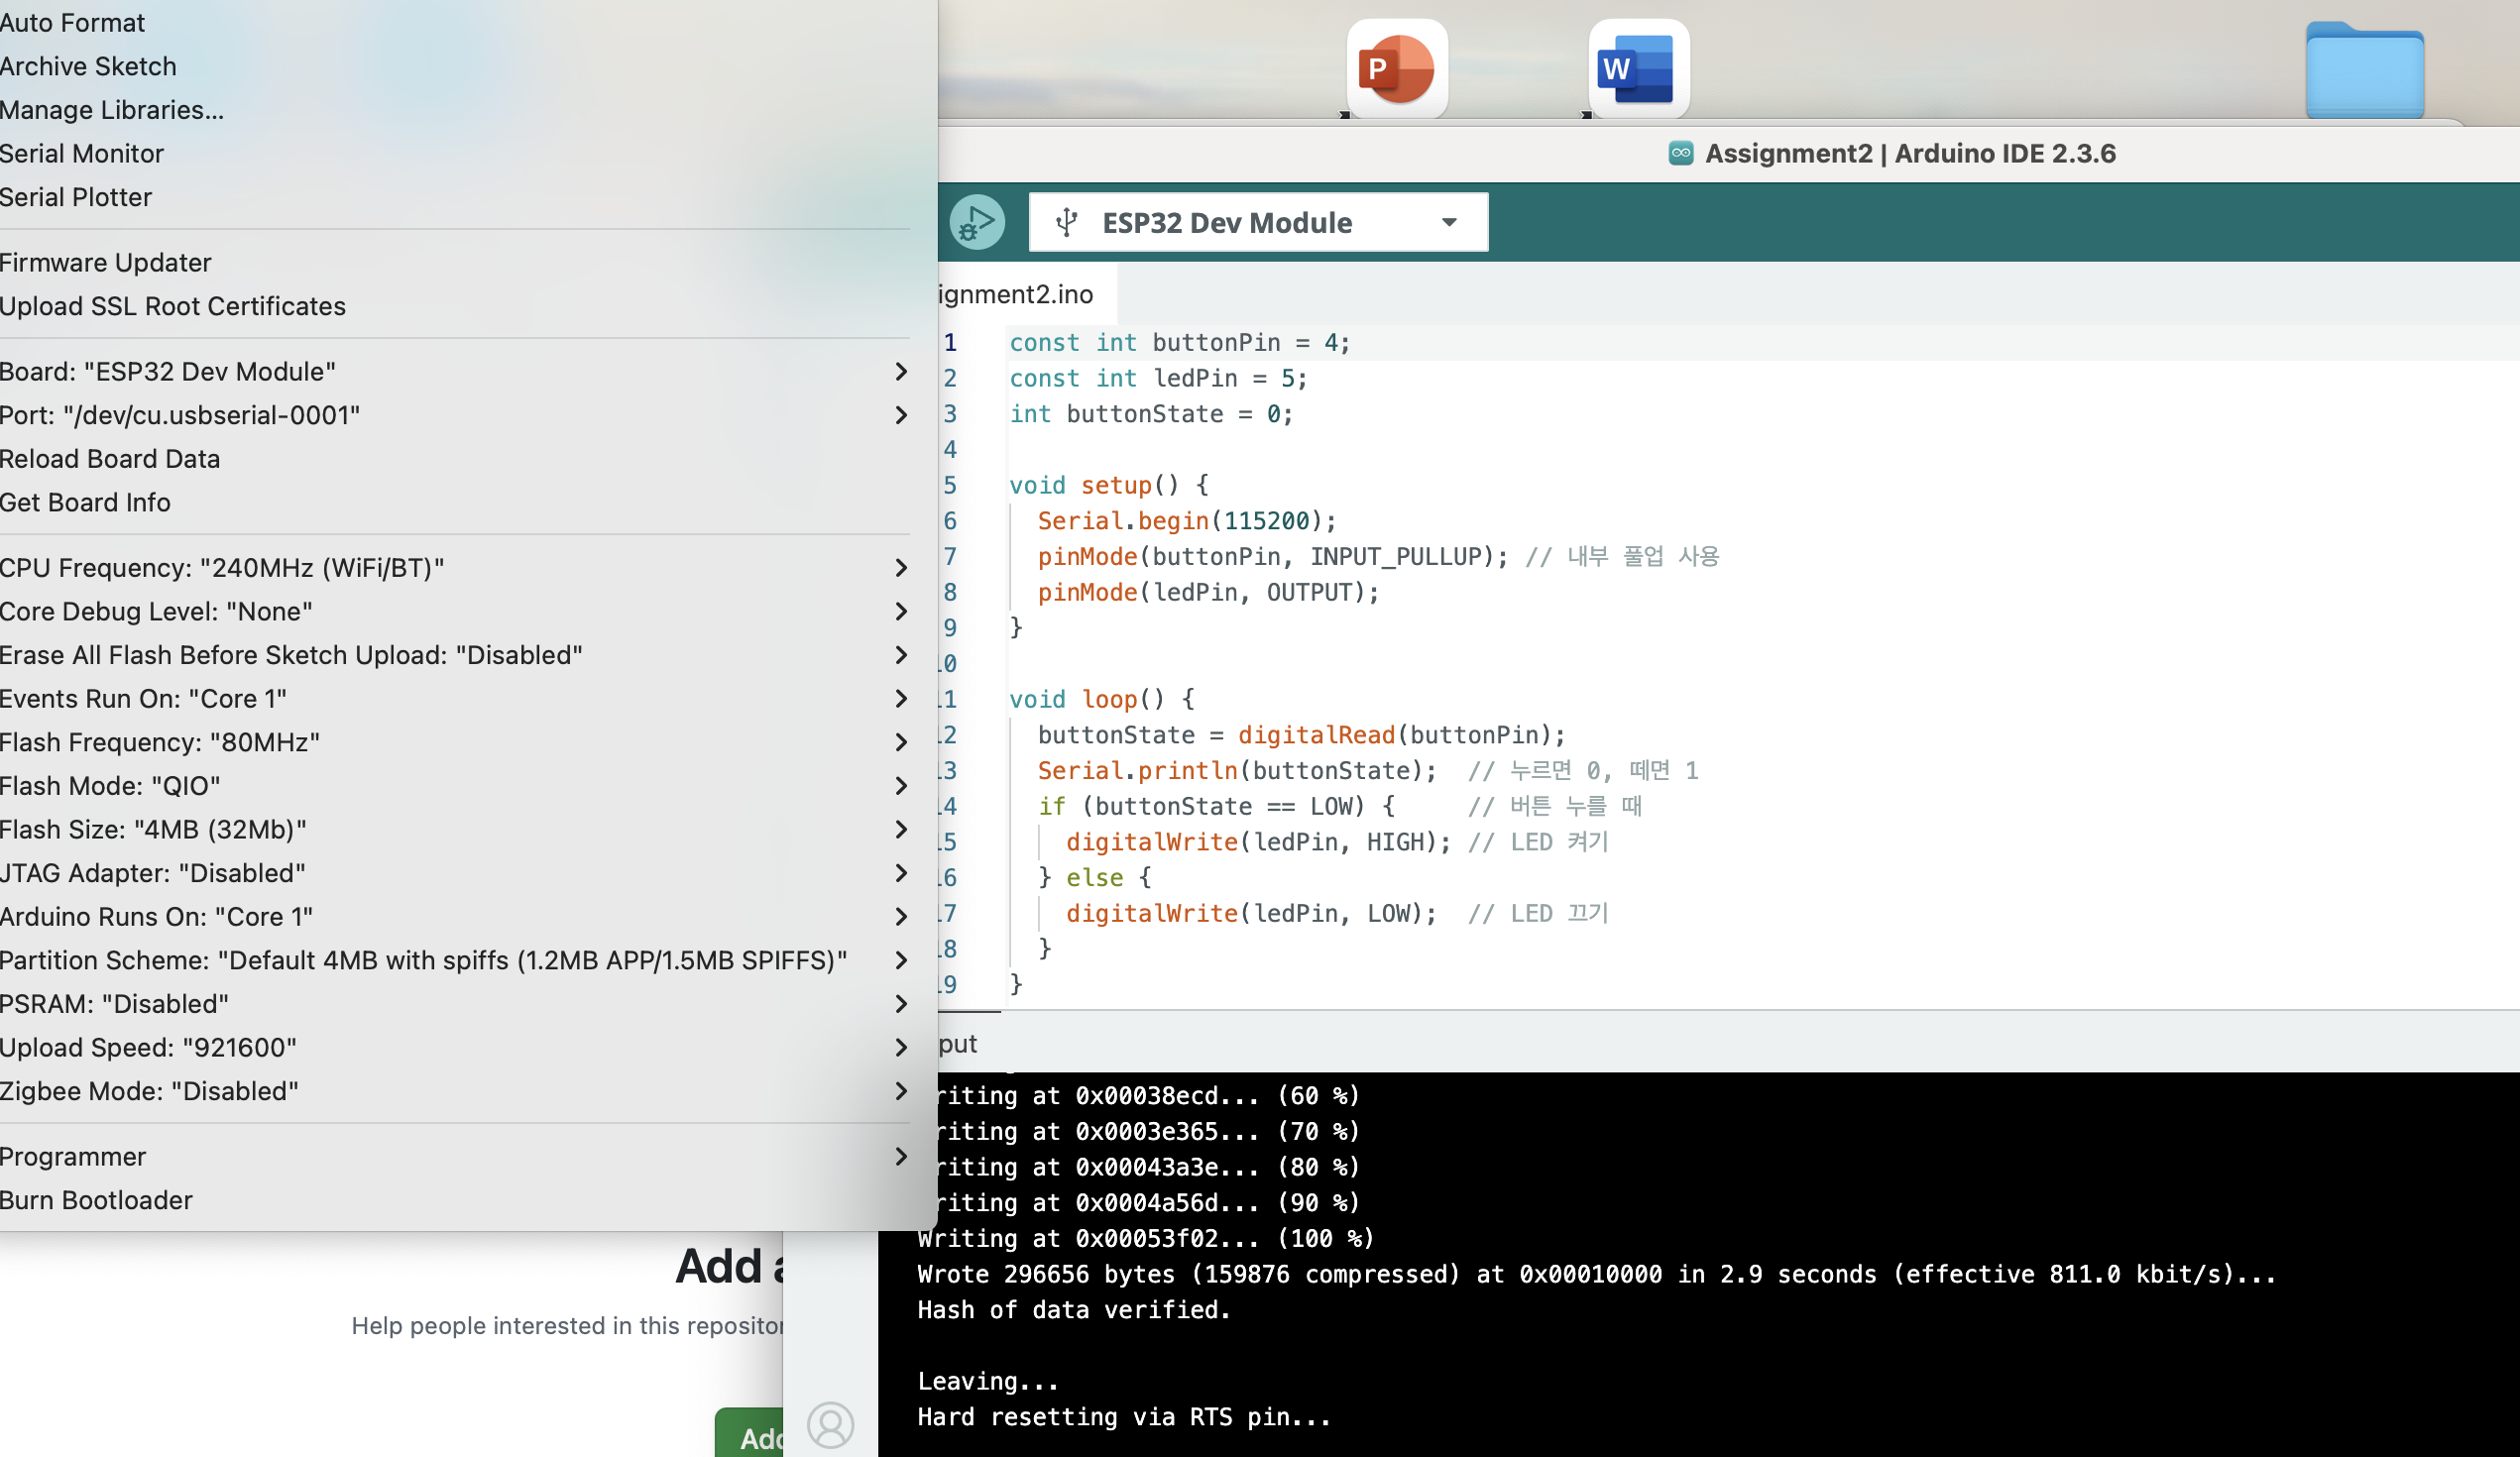 Auto Format
Archive Sketch
Manage Libraries...
Serial Monitor
Serial Plotter
Firmware Updater
Upload SSL Root Certificates
Board: "ESP32 Dev Module"
Port: "/dev/cu.usbserial-0001"
Reload Board Data
Get Board Info
CPU Frequency: "240MHz (WiFi/BT)"
Core Debug Level: "None"
Erase All Flash Before Sketch Upload: "Disabled"
Events Run On: "Core 1"
Flash Frequency: "80MHz"
Flash Mode: "QIO"
Flash Size: "4MB (32Mb)"
JTAG Adapter: "Disabled"
Arduino Runs On: "Core 1"
Partition Scheme: "Default 4MB with spiffs (1.2MB APP/1.5MB SPIFFS)"
PSRAM: "Disabled"
Upload Speed: "921600"
Zigbee Mode: "Disabled"
Programmer
Burn Bootloader
Add a
Help people interested in this repositor
Add
P
W
Assignment2 | Arduino IDE 2.3.6
ESP32 Dev Module
ignment2.ino
1 const int buttonPin = 4;
2 const int ledPin = 5;
3 int buttonState = 0;
4
5 void setup() {
6 Serial.begin(115200);
7 pinMode(buttonPin, INPUT_PULLUP); // 내부 풀업 사용
8 pinMode(ledPin, OUTPUT);
9 }
10
11 void loop() {
12 buttonState = digitalRead(buttonPin);
13 Serial.println(buttonState); // 누르면 0, 떼면 1
14 if (buttonState == LOW) { // 버튼 누를 때
15 digitalWrite(ledPin, HIGH); // LED 켜기
16 } else {
17 digitalWrite(ledPin, LOW); // LED 끄기
18 }
19 }
put
riting at 0x00038ecd... (60 %)
riting at 0x0003e365... (70 %)
riting at 0x00043a3e... (80 %)
riting at 0x0004a56d... (90 %)
Writing at 0x00053f02... (100 %)
Wrote 296656 bytes (159876 compressed) at 0x00010000 in 2.9 seconds (effective 811.0 kbit/s)...
Hash of data verified.
Leaving...
Hard resetting via RTS pin...